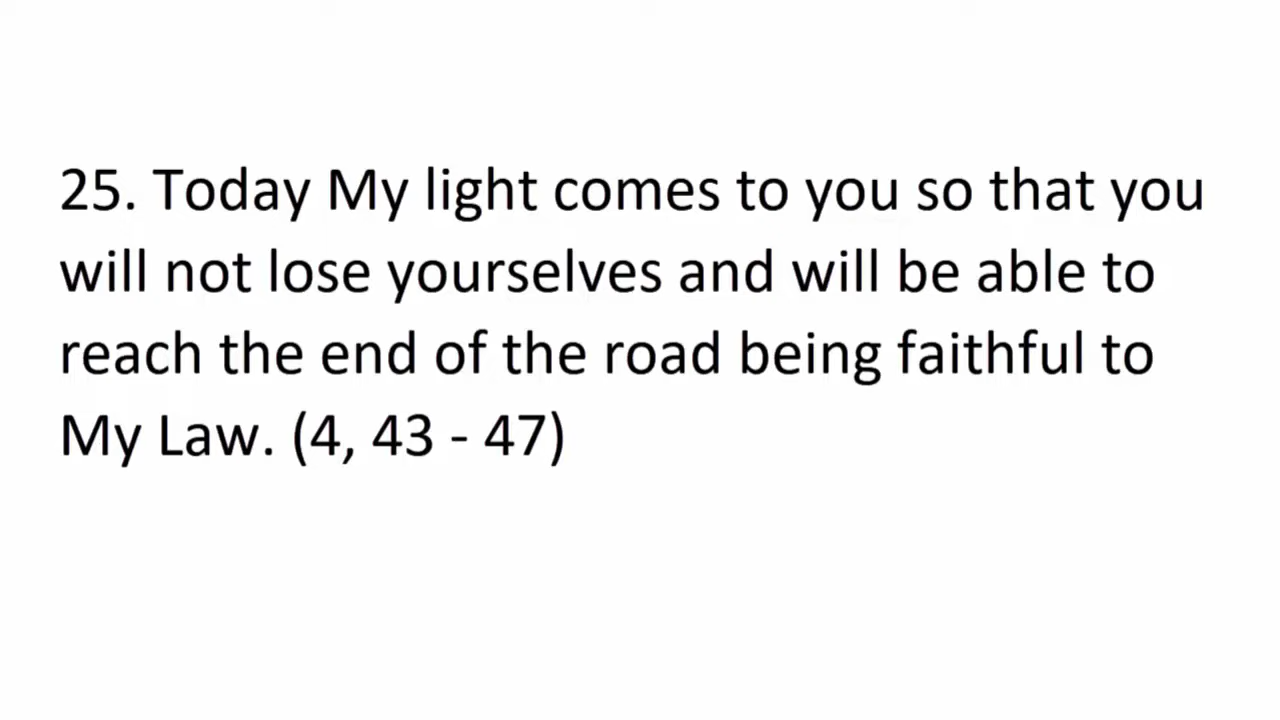 25. Today My light comes to you so that you
will not lose yourselves and will be able to
reach the end of the road being faithful to
My Law. (4, 43 - 47)